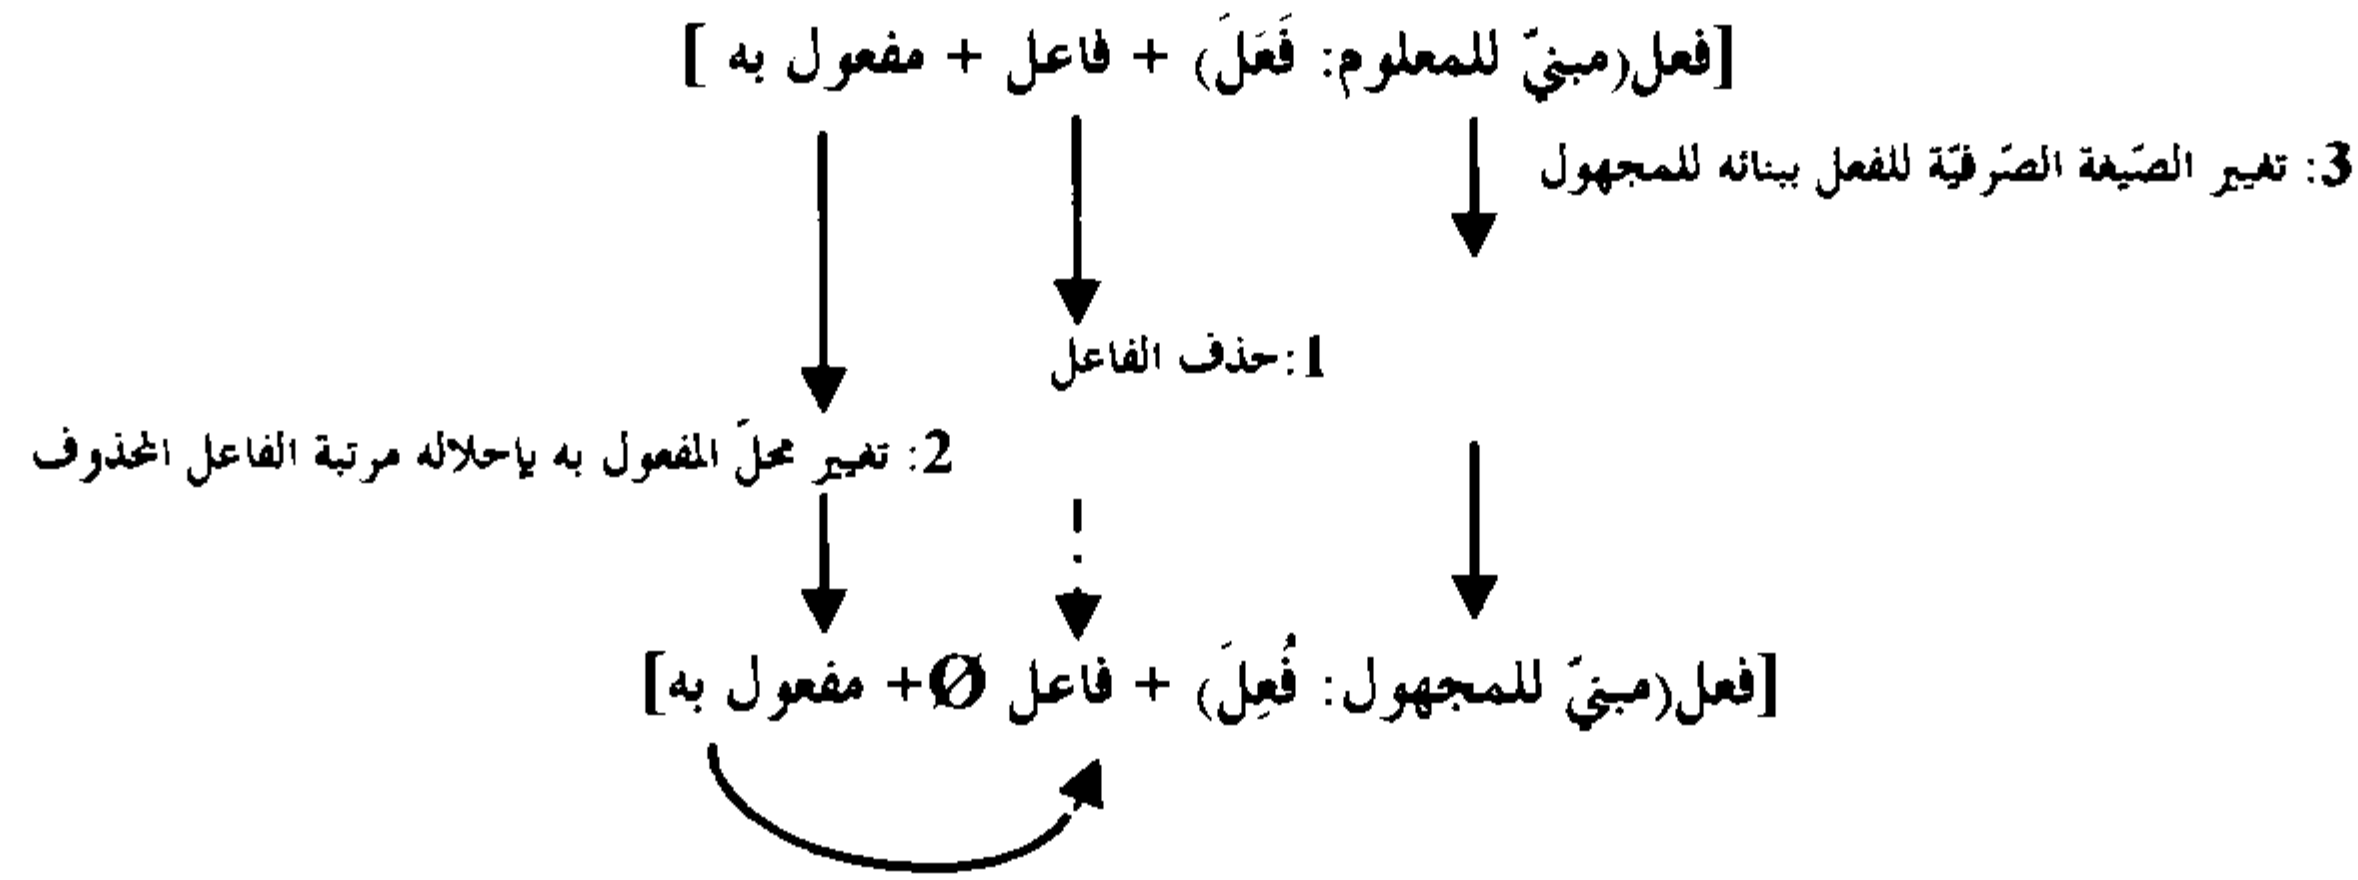 [فعل(مبنيّ للمعلوم: فَعَلَ) + فاعل + مفعول به ]
3: تغيير الصّيغة الصّرفيّة للفعل ببنائه للمجهول
1:حذف الفاعل
2: تغيير محلّ المفعول به بإحلاله مرتبة الفاعل المحذوف
[فعل(مبنيّ للمجهول: فُعِلَ) + فاعل Ø+ مفعول به]